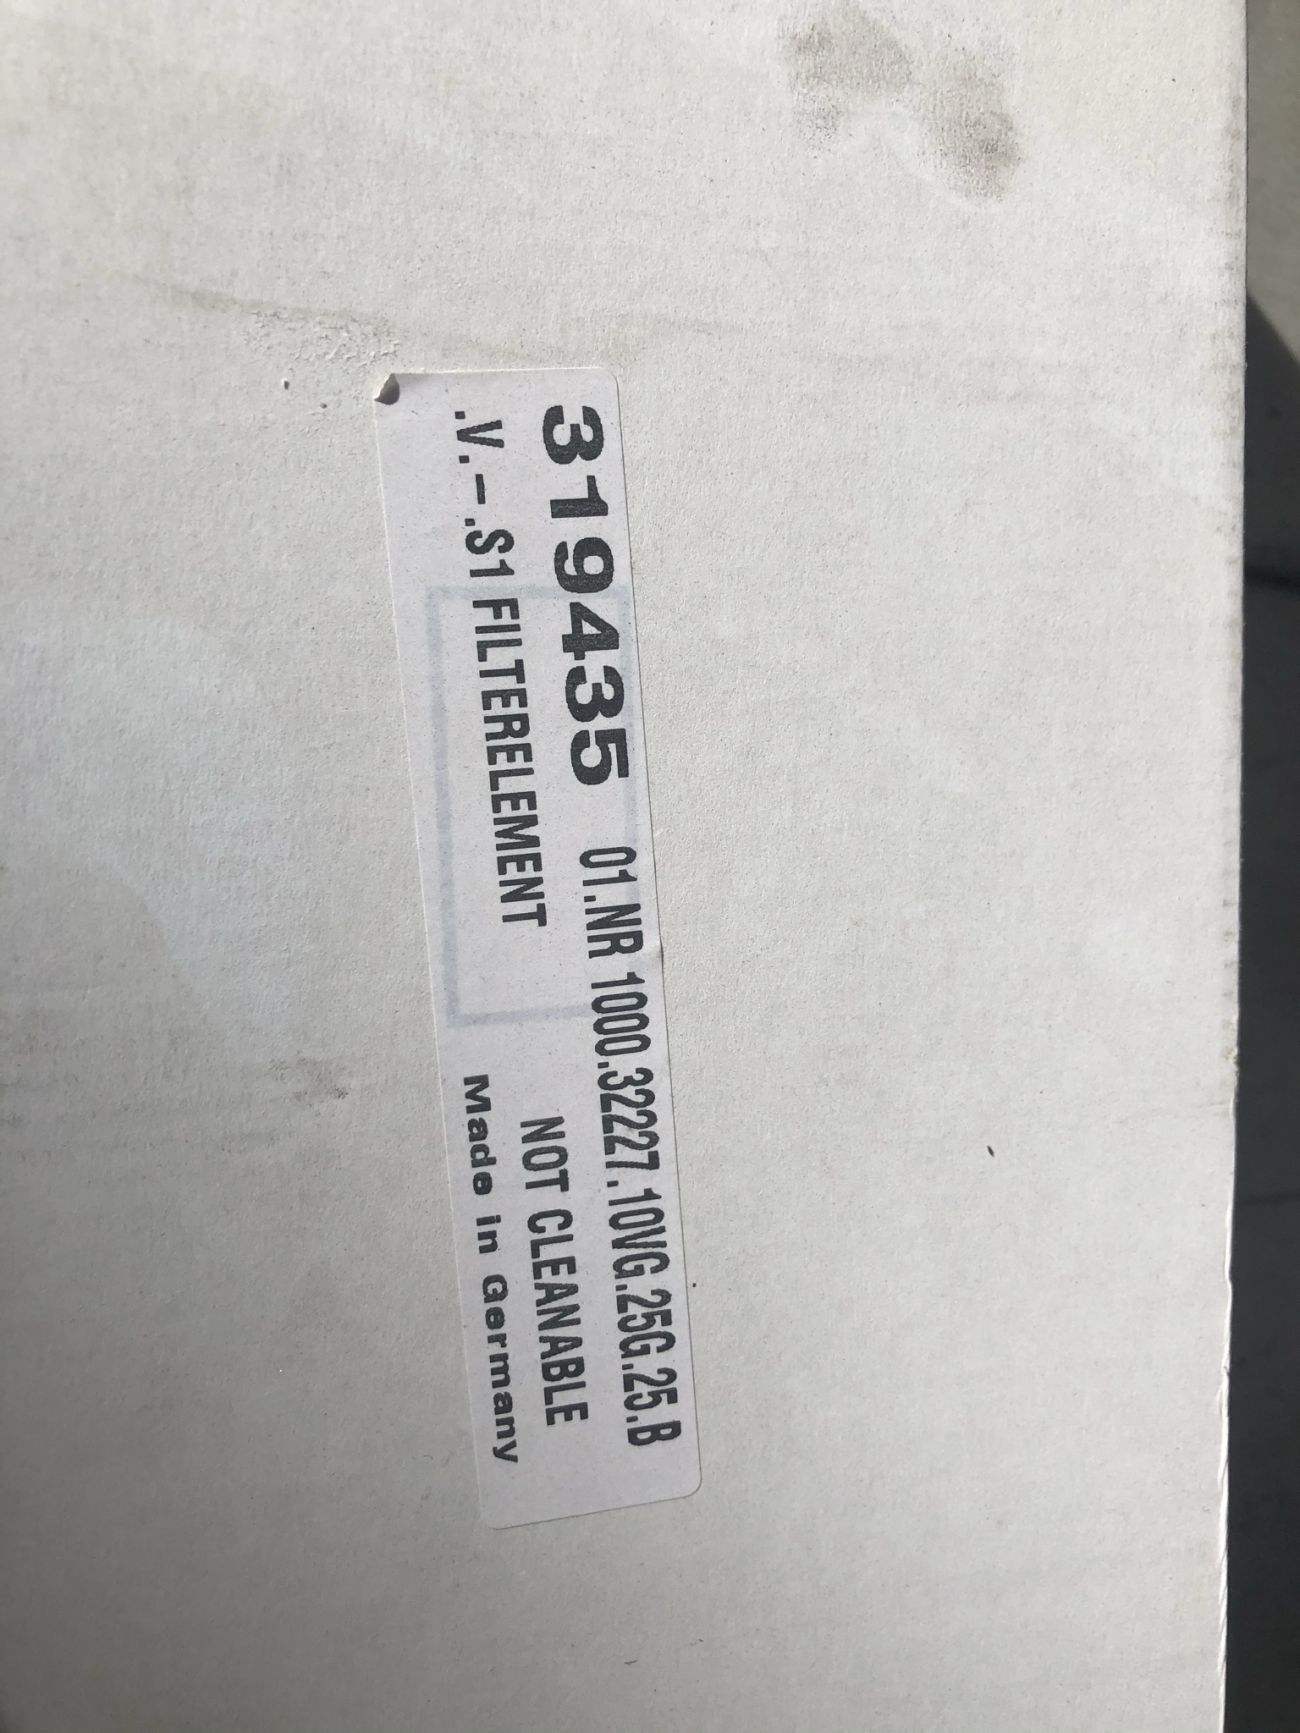 319435 01.NR 1000.32227.10VG.25G.25.B
.V.-.S1 FILTERELEMENT NOT CLEANABLE
Made in Germany